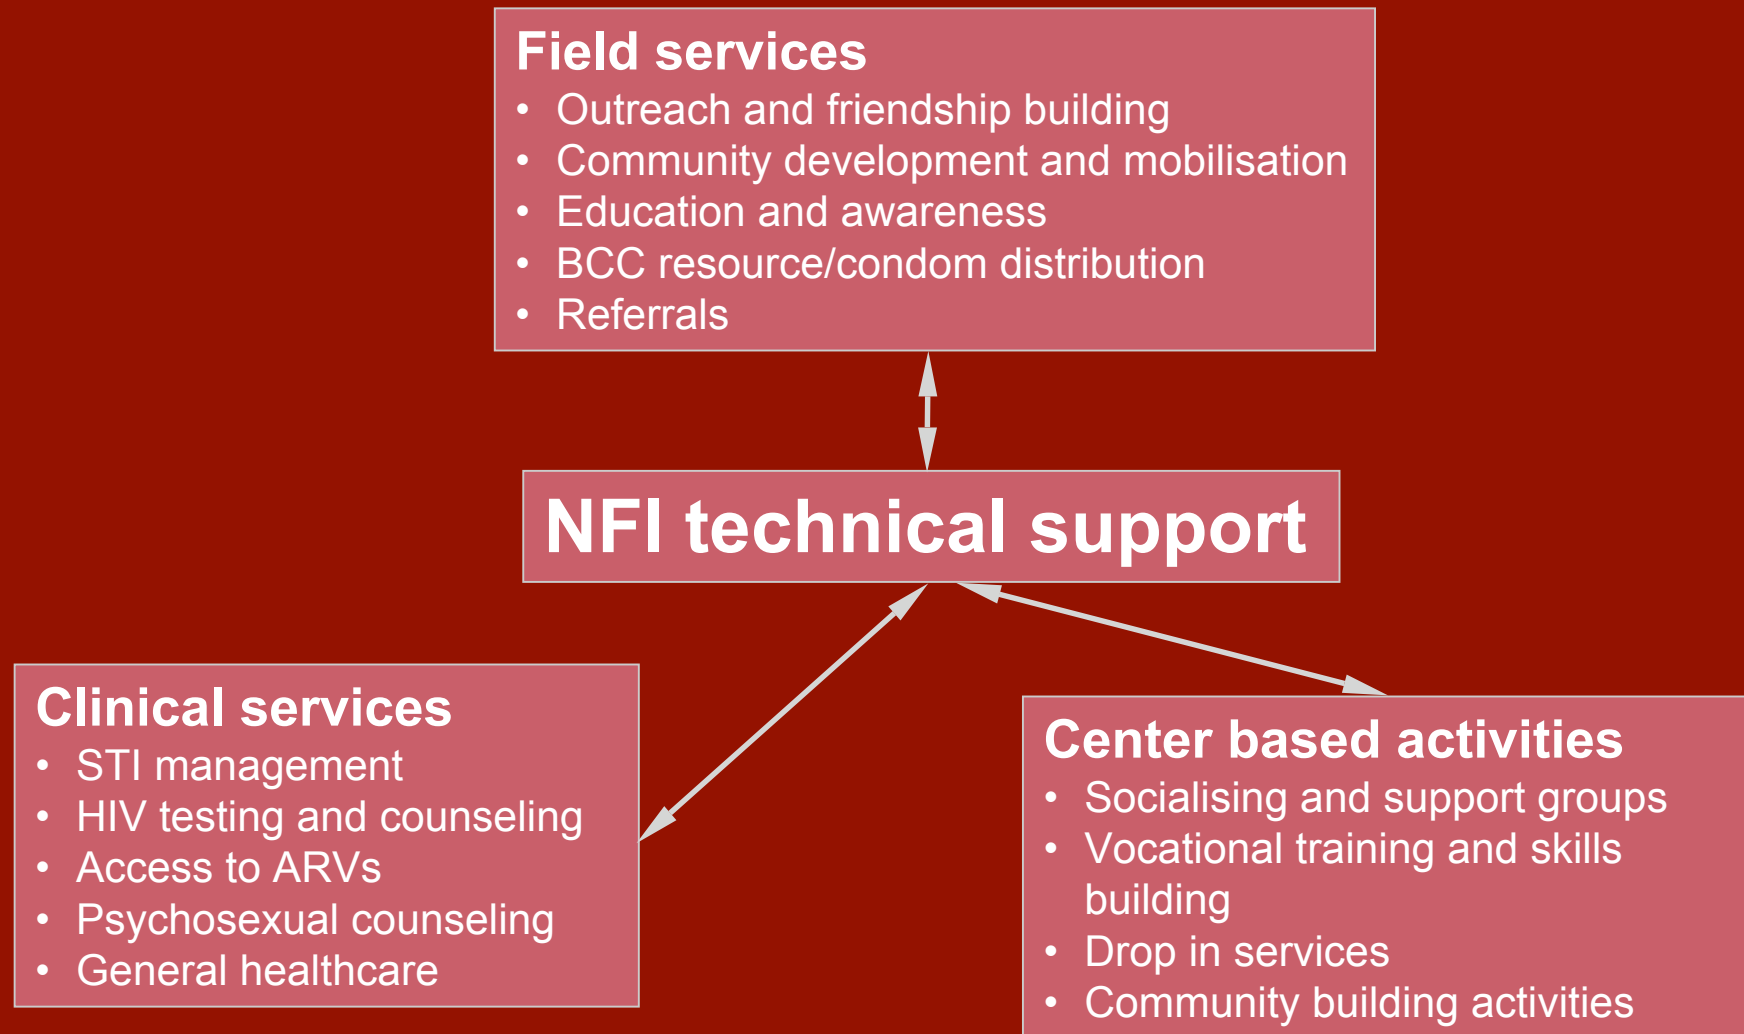 Field services
• Outreach and friendship building
• Community development and mobilisation
• Education and awareness
• BCC resource/condom distribution
• Referrals
NFI technical support
Clinical services
• STI management
• HIV testing and counseling
• Access to ARVs
• Psychosexual counseling
• General healthcare
Center based activities
• Socialising and support groups
• Vocational training and skills
building
• Drop in services
• Community building activities